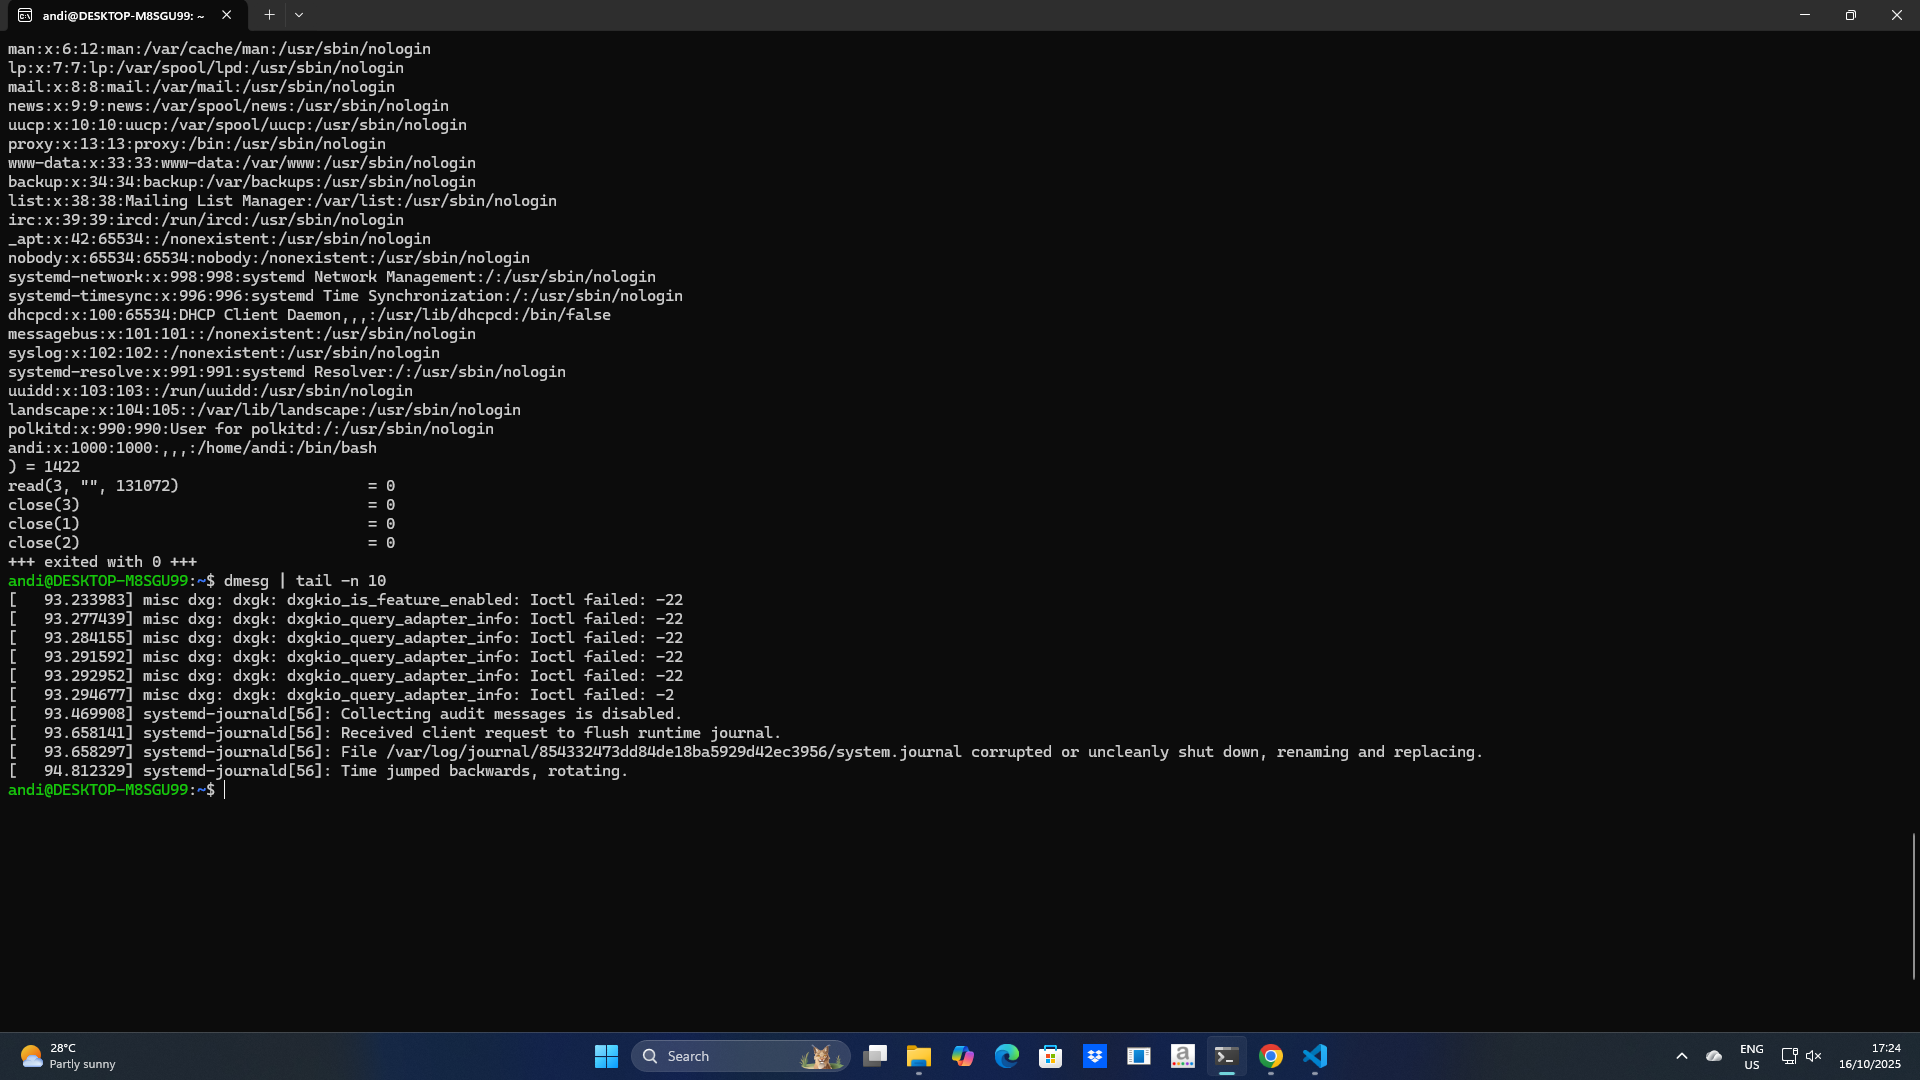 andi@DESKTOP-M8SGU99: ~
man:x:6:12:man:/var/cache/man:/usr/sbin/nologin
lp:x:7:7:lp:/var/spool/lpd:/usr/sbin/nologin
mail:x:8:8:mail:/var/mail:/usr/sbin/nologin
news:x:9:9:news:/var/spool/news:/usr/sbin/nologin
uucp:x:10:10:uucp:/var/spool/uucp:/usr/sbin/nologin
proxy:x:13:13:proxy:/bin:/usr/sbin/nologin
www-data:x:33:33:www-data:/var/www:/usr/sbin/nologin
backup:x:34:34:backup:/var/backups:/usr/sbin/nologin
list:x:38:38:Mailing List Manager:/var/list:/usr/sbin/nologin
irc:x:39:39:ircd:/run/ircd:/usr/sbin/nologin
_apt:x:42:65534::/nonexistent:/usr/sbin/nologin
nobody:x:65534:65534:nobody:/nonexistent:/usr/sbin/nologin
systemd-network:x:998:998:systemd Network Management:/:/usr/sbin/nologin
systemd-timesync:x:996:996:systemd Time Synchronization:/:/usr/sbin/nologin
dhcpcd:x:100:65534:DHCP Client Daemon,,,:/usr/lib/dhcpcd:/bin/false
messagebus:x:101:101::/nonexistent:/usr/sbin/nologin
syslog:x:102:102::/nonexistent:/usr/sbin/nologin
systemd-resolve:x:991:991:systemd Resolver:/:/usr/sbin/nologin
uuidd:x:103:103::/run/uuidd:/usr/sbin/nologin
landscape:x:104:105::/var/lib/landscape:/usr/sbin/nologin
polkitd:x:990:990:User for polkitd:/:/usr/sbin/nologin
andi:x:1000:1000:,,,:/home/andi:/bin/bash
) = 1422
read(3, "", 131072)                     = 0
close(3)                                = 0
close(1)                                = 0
close(2)                                = 0
+++ exited with 0 +++
andi@DESKTOP-M8SGU99:~$ dmesg | tail -n 10
[   93.233983] misc dxg: dxgk: dxgkio_is_feature_enabled: Ioctl failed: -22
[   93.277439] misc dxg: dxgk: dxgkio_query_adapter_info: Ioctl failed: -22
[   93.284155] misc dxg: dxgk: dxgkio_query_adapter_info: Ioctl failed: -22
[   93.291592] misc dxg: dxgk: dxgkio_query_adapter_info: Ioctl failed: -22
[   93.292952] misc dxg: dxgk: dxgkio_query_adapter_info: Ioctl failed: -22
[   93.294677] misc dxg: dxgk: dxgkio_query_adapter_info: Ioctl failed: -2
[   93.469908] systemd-journald[56]: Collecting audit messages is disabled.
[   93.658141] systemd-journald[56]: Received client request to flush runtime journal.
[   93.658297] systemd-journald[56]: File /var/log/journal/854332473dd84de18ba5929d42ec3956/system.journal corrupted or uncleanly shut down, renaming and replacing.
[   94.812329] systemd-journald[56]: Time jumped backwards, rotating.
andi@DESKTOP-M8SGU99:~$
28°C
Partly sunny
Search
ENG
US
17:24
16/10/2025